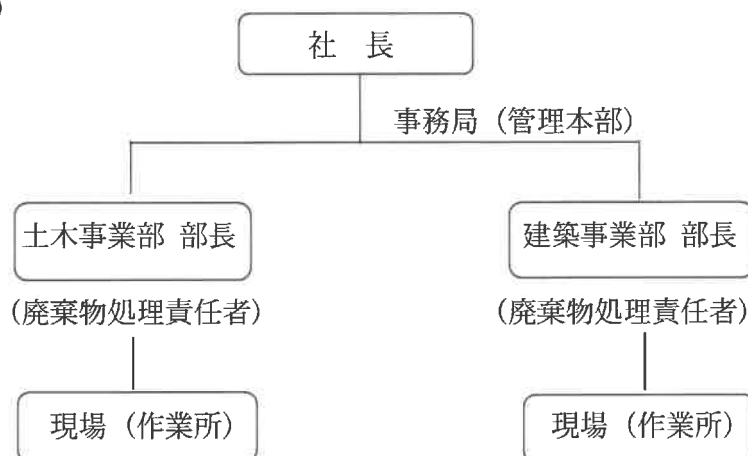 ）
社 長
事務局（管理本部）
土木事業部 部長
建築事業部 部長
（廃棄物処理責任者）
（廃棄物処理責任者）
現場（作業所）
現場（作業所）